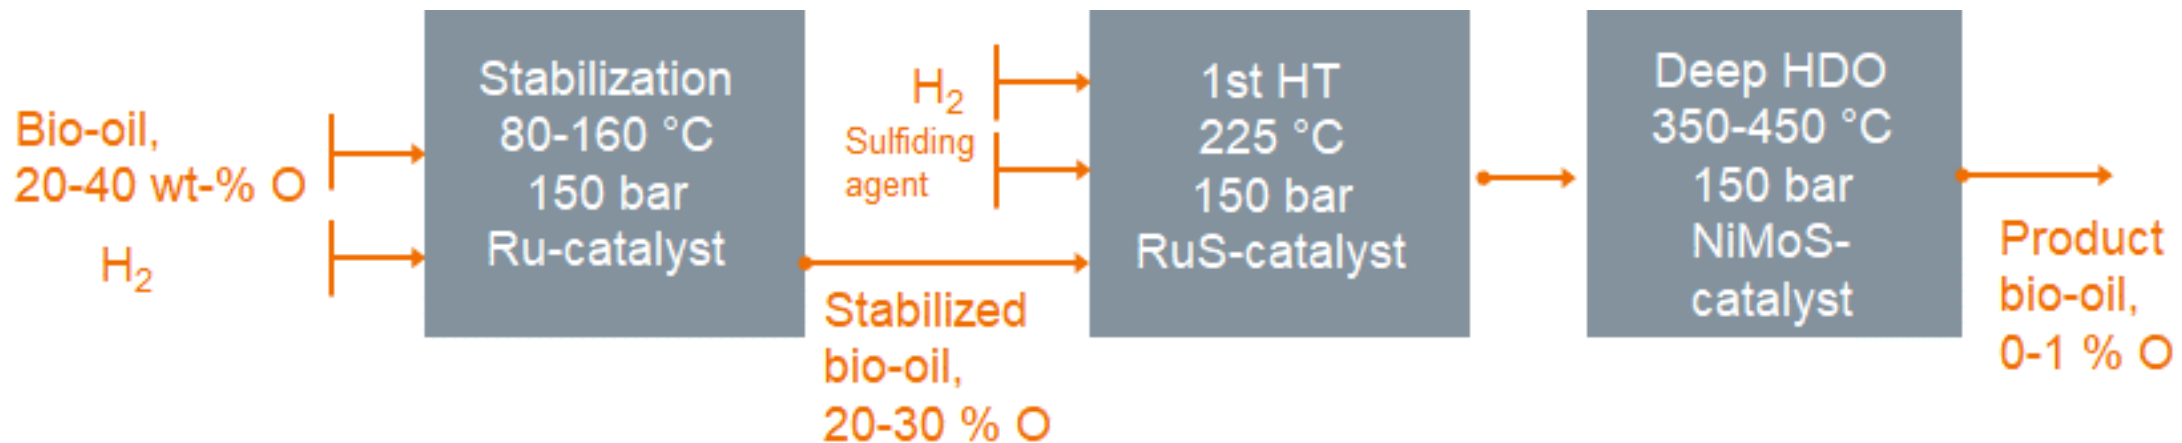 Bio-oil,
20-40 wt-% O
H₂
Stabilization
80-160 °C
150 bar
Ru-catalyst
Stabilized
bio-oil,
20-30 % O
H₂
Sulfiding
agent
1st HT
225 °C
150 bar
RuS-catalyst
Deep HDO
350-450 °C
150 bar
NiMoS-
catalyst
Product
bio-oil,
0-1 % O